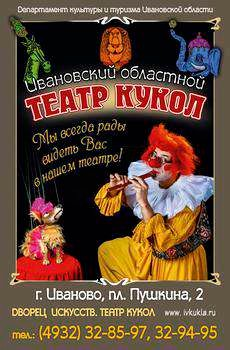 Департамент культуры и туризма Ивановской области
Ивановский областной
ТЕАТР КУКОЛ
Мы всегда рады
видеть Вас
в нашем театре!
г. Иваново, пл. Пушкина, 2
ДВОРЕЦ ИСКУССТВ. ТЕАТР КУКОЛ www.ivkukla.ru
тел.: (4932) 32-85-97, 32-94-95